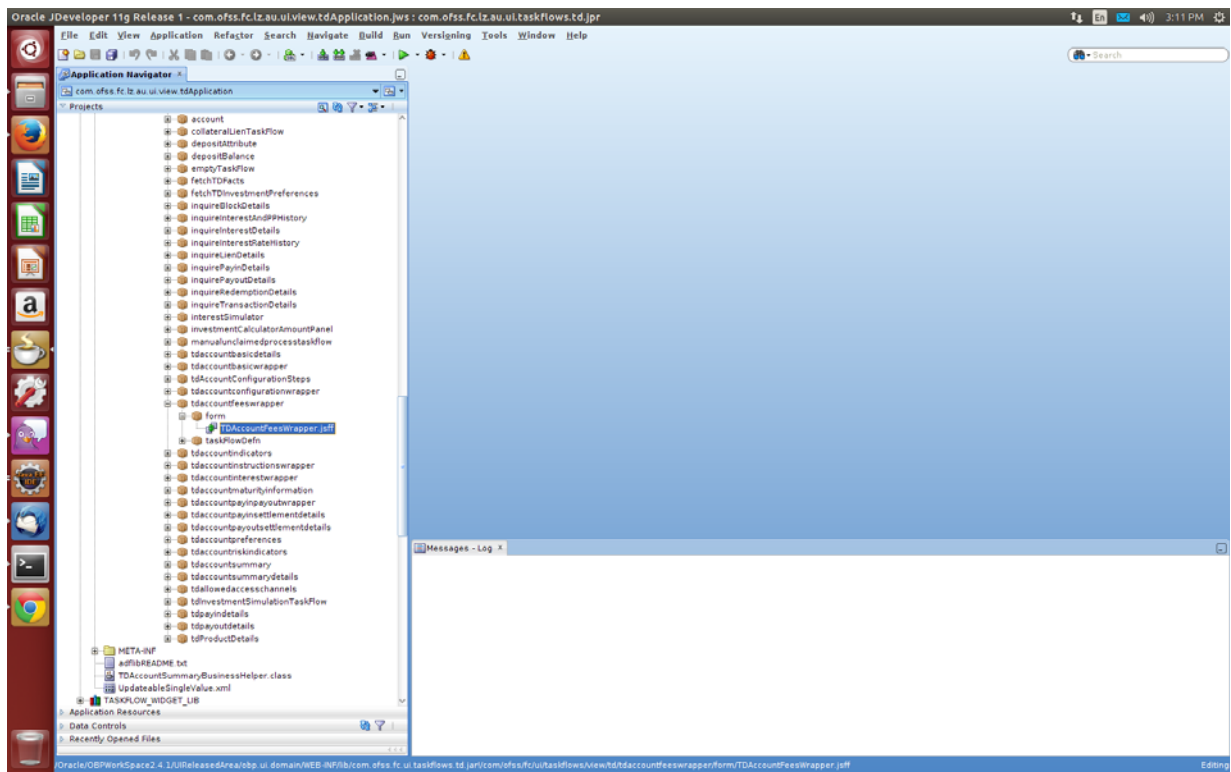 Oracle JDeveloper 11g Release 1 - com.ofss.fc.lz.au.ui.view.tdApplication.jws : com.ofss.fc.lz.au.ui.taskflows.td.jpr
En
3:11 PM
File Edit View Application Refactor Search Navigate Build Run Versioning Tools Window Help
Search
Application Navigator
com.ofss.fc.lz.au.ui.view.tdApplication
Projects
account
collateralLienTaskFlow
depositAttribute
depositBalance
emptyTaskFlow
fetchTDFacts
fetchTDInvestmentPreferences
inquireBlockDetails
inquireInterestAndPPHistory
inquireInterestDetails
inquireInterestRateHistory
inquireLienDetails
inquirePayinDetails
inquirePayoutDetails
inquireRedemptionDetails
inquireTransactionDetails
interestSimulator
investmentCalculatorAmountPanel
manualunclaimedprocesstaskflow
tdaccountbasicdetails
tdaccountbasicwrapper
tdAccountConfigurationSteps
tdaccountconfigurationwrapper
tdaccountfeeswrapper
form
TDAccountFeesWrapper.jsff
taskFlowDefn
tdaccountindicators
tdaccountinstructionswrapper
tdaccountinterestwrapper
tdaccountmaturityinformation
tdaccountpayinpayoutwrapper
tdaccountpayinsettlementdetails
tdaccountpayoutsettlementdetails
tdaccountpreferences
tdaccountriskindicators
tdaccountsummary
tdaccountsummarydetails
tdallowedaccesschannels
tdInvestmentSimulationTaskFlow
tdpayindetails
tdpayoutdetails
tdProductDetails
META-INF
adflibREADME.txt
TDAccountSummaryBusinessHelper.class
UpdateableSingleValue.xml
TASKFLOW_WIDGET_LIB
Application Resources
Data Controls
Recently Opened Files
Messages - Log
/Oracle/OBPWorkSpace2.4.1/UIReleasedArea/obp.ui.domain/WEB-INF/lib/com.ofss.fc.ui.taskflows.td.jar!/com/ofss/fc/ui/taskflows/view/td/tdaccountfeeswrapper/form/TDAccountFeesWrapper.jsff
Editing